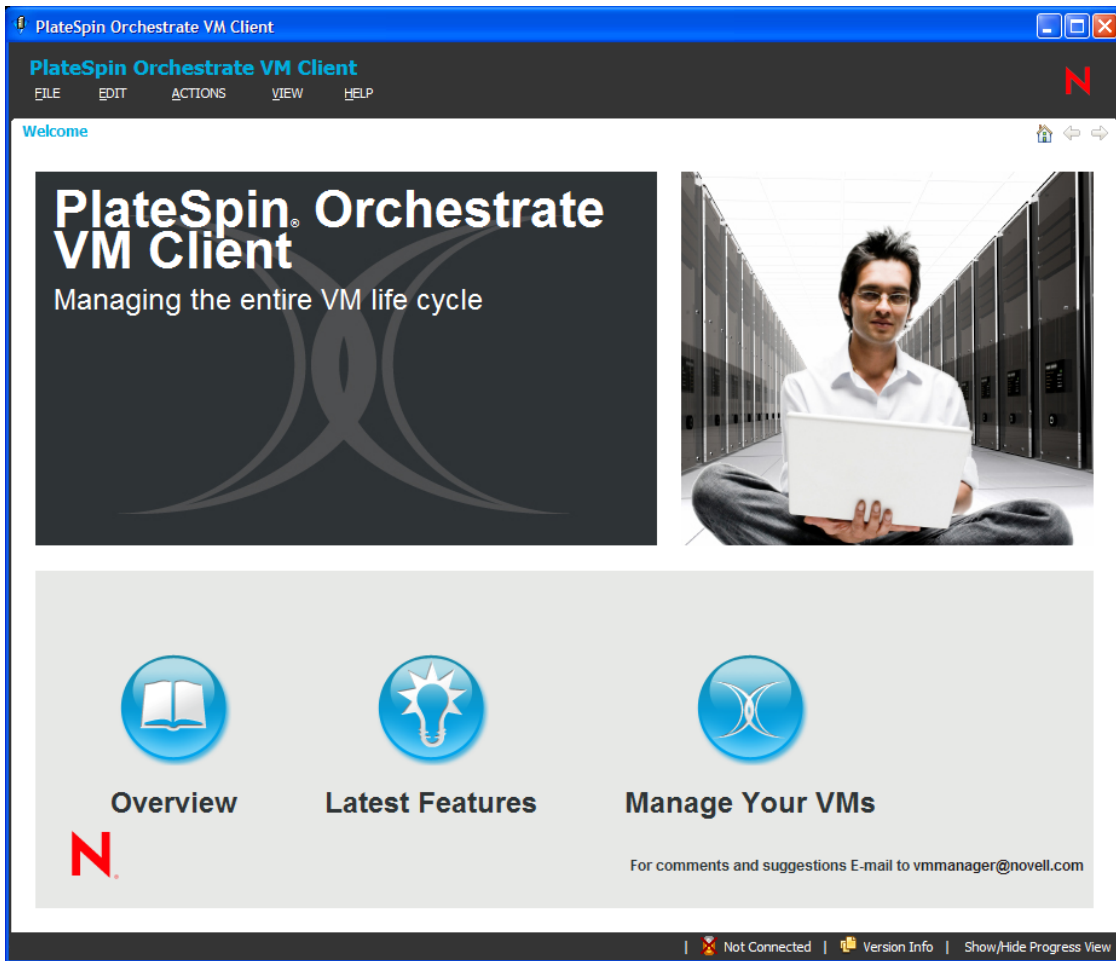 PlateSpin Orchestrate VM Client
PlateSpin Orchestrate VM Client
FILE EDIT ACTIONS VIEW HELP
N
Welcome
PlateSpin® Orchestrate
VM Client
Managing the entire VM life cycle
Overview Latest Features Manage Your VMs
N.
For comments and suggestions E-mail to vmmanager@novell.com
| Not Connected | Version Info | Show/Hide Progress View